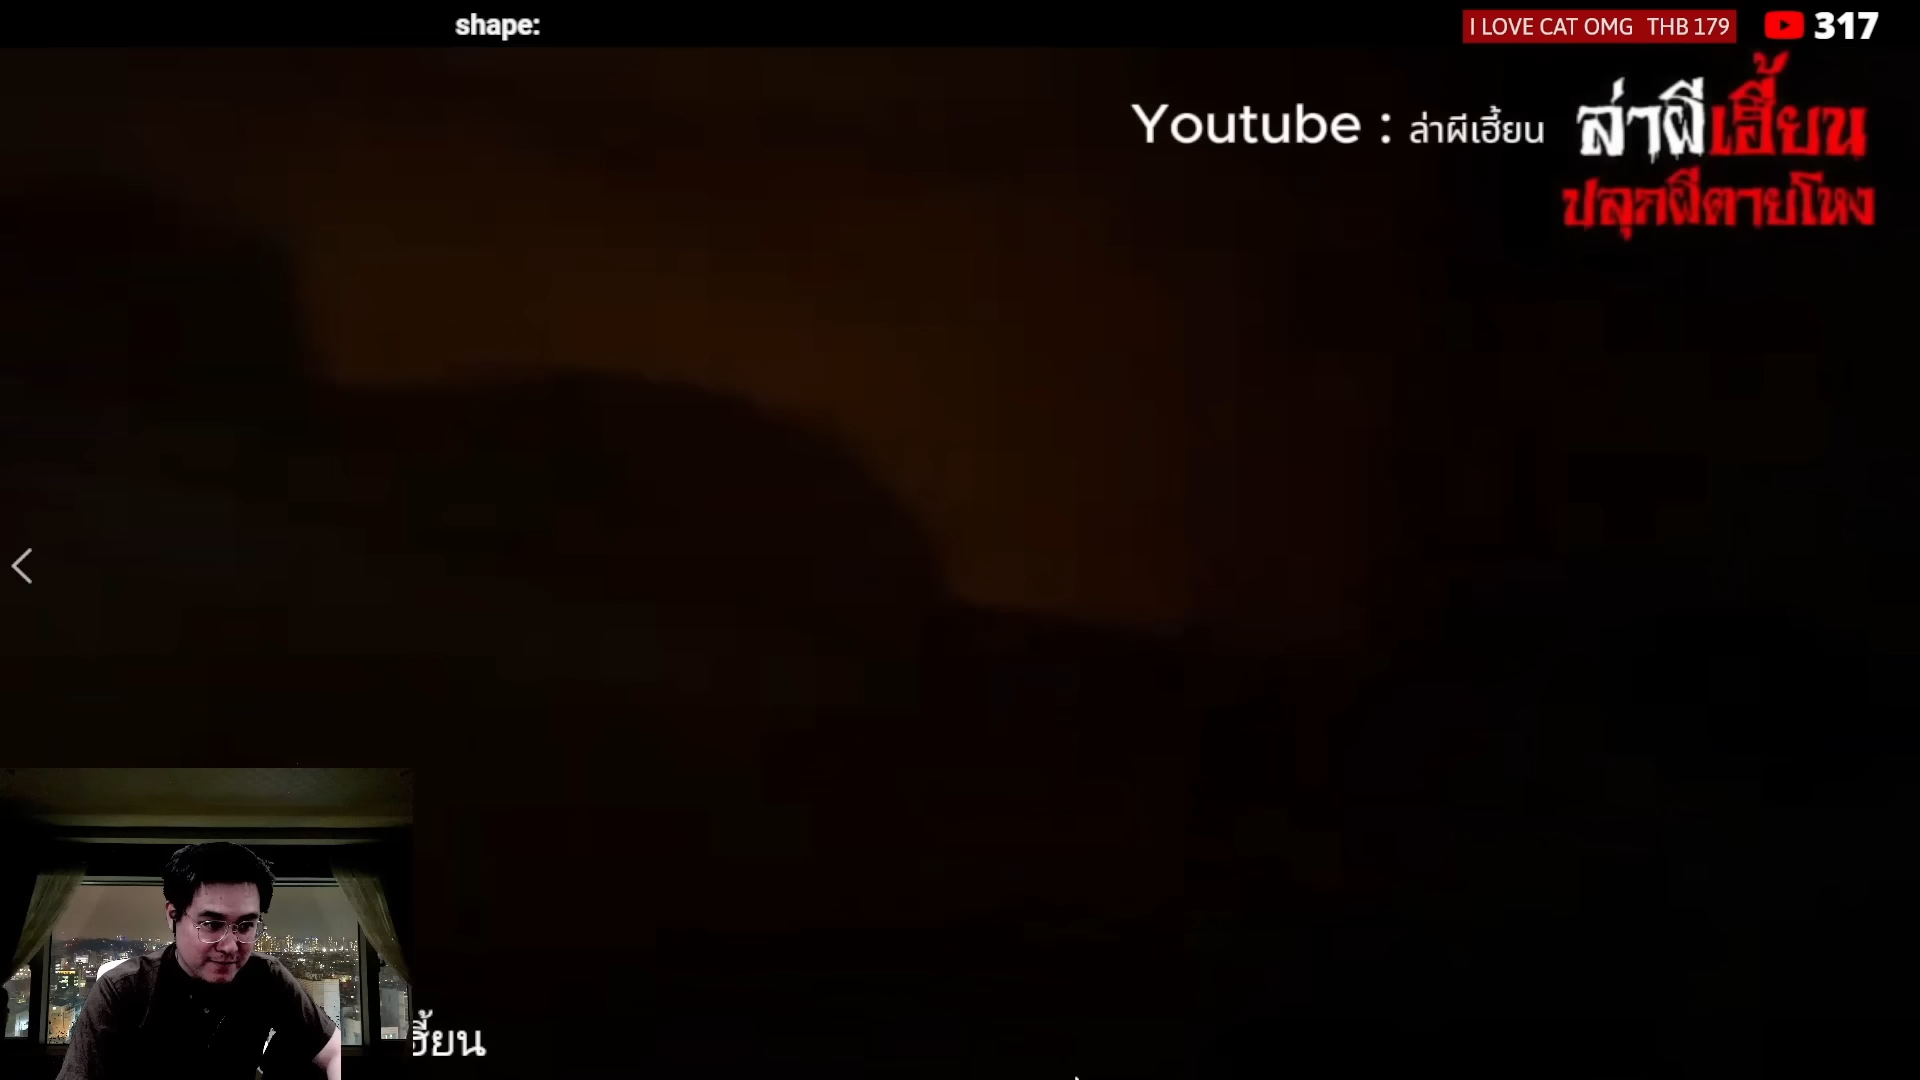 shape:
I LOVE CAT OMG THB 179
317
Youtube : ล่าผีเฮี้ยน
ล่าผีเฮี้ยน
ปลุกผีตายโหง
ฮี้ยน